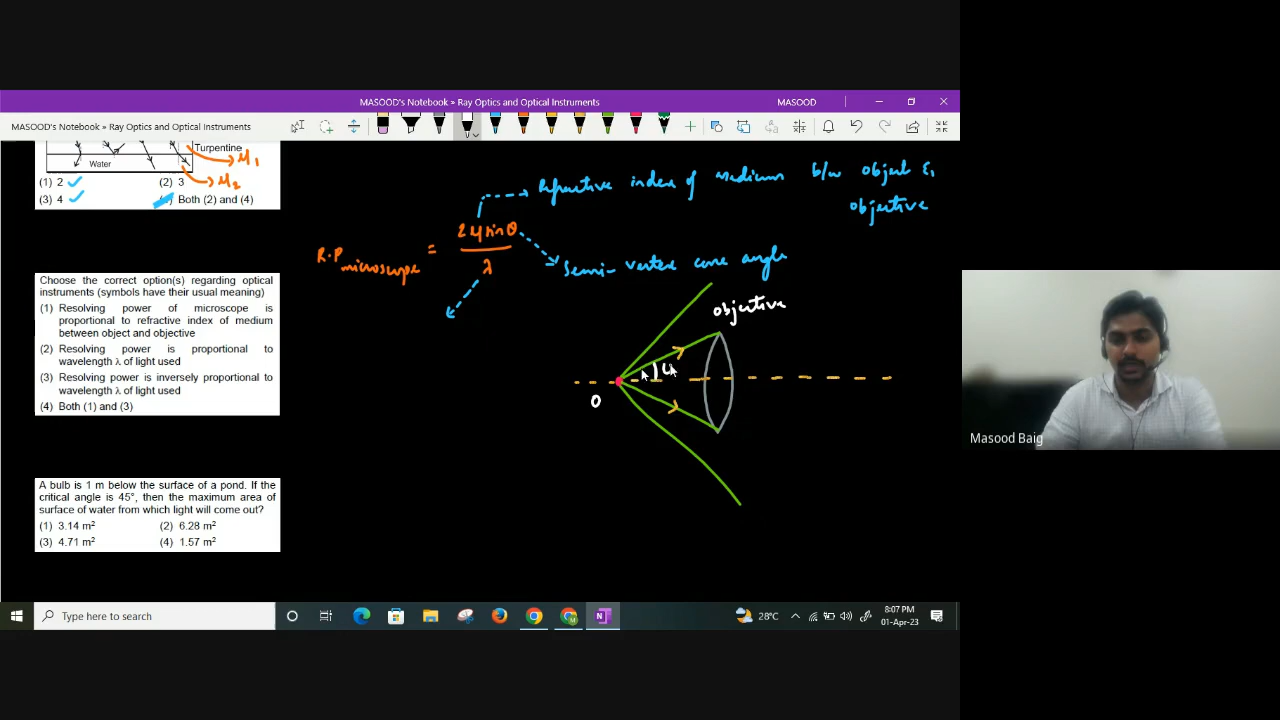 MASOOD's Notebook » Ray Optics and Optical Instruments
MASOOD
MASOOD's Notebook » Ray Optics and Optical Instruments
Turpentine
Water
μ1
μ2
(1) 2 (2) 3
(3) 4 Both (2) and (4)
Refractive index of medium b/w object &
objective
R.P microscope = 2μsinθ
λ
Semi-vertex cone angle
objective
O
Choose the correct option(s) regarding optical
instruments (symbols have their usual meaning)
(1) Resolving power of microscope is
proportional to refractive index of medium
between object and objective
(2) Resolving power is proportional to
wavelength λ of light used
(3) Resolving power is inversely proportional to
wavelength λ of light used
(4) Both (1) and (3)
A bulb is 1 m below the surface of a pond. If the
critical angle is 45°, then the maximum area of
surface of water from which light will come out?
(1) 3.14 m² (2) 6.28 m²
(3) 4.71 m² (4) 1.57 m²
Masood Baig
Type here to search
28°C
8:07 PM
01-Apr-23